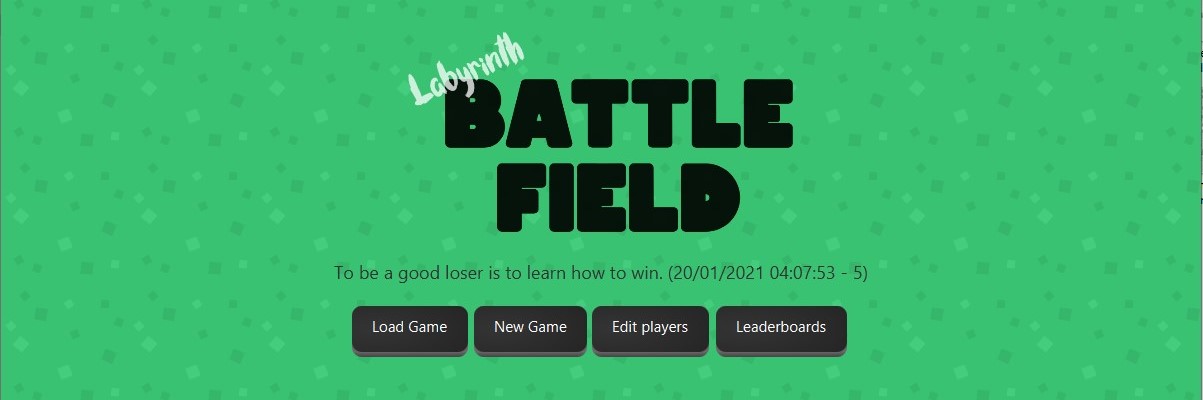 Labyrinth
BATTLE
FIELD
To be a good loser is to learn how to win. (20/01/2021 04:07:53 - 5)
Load Game
New Game
Edit players
Leaderboards